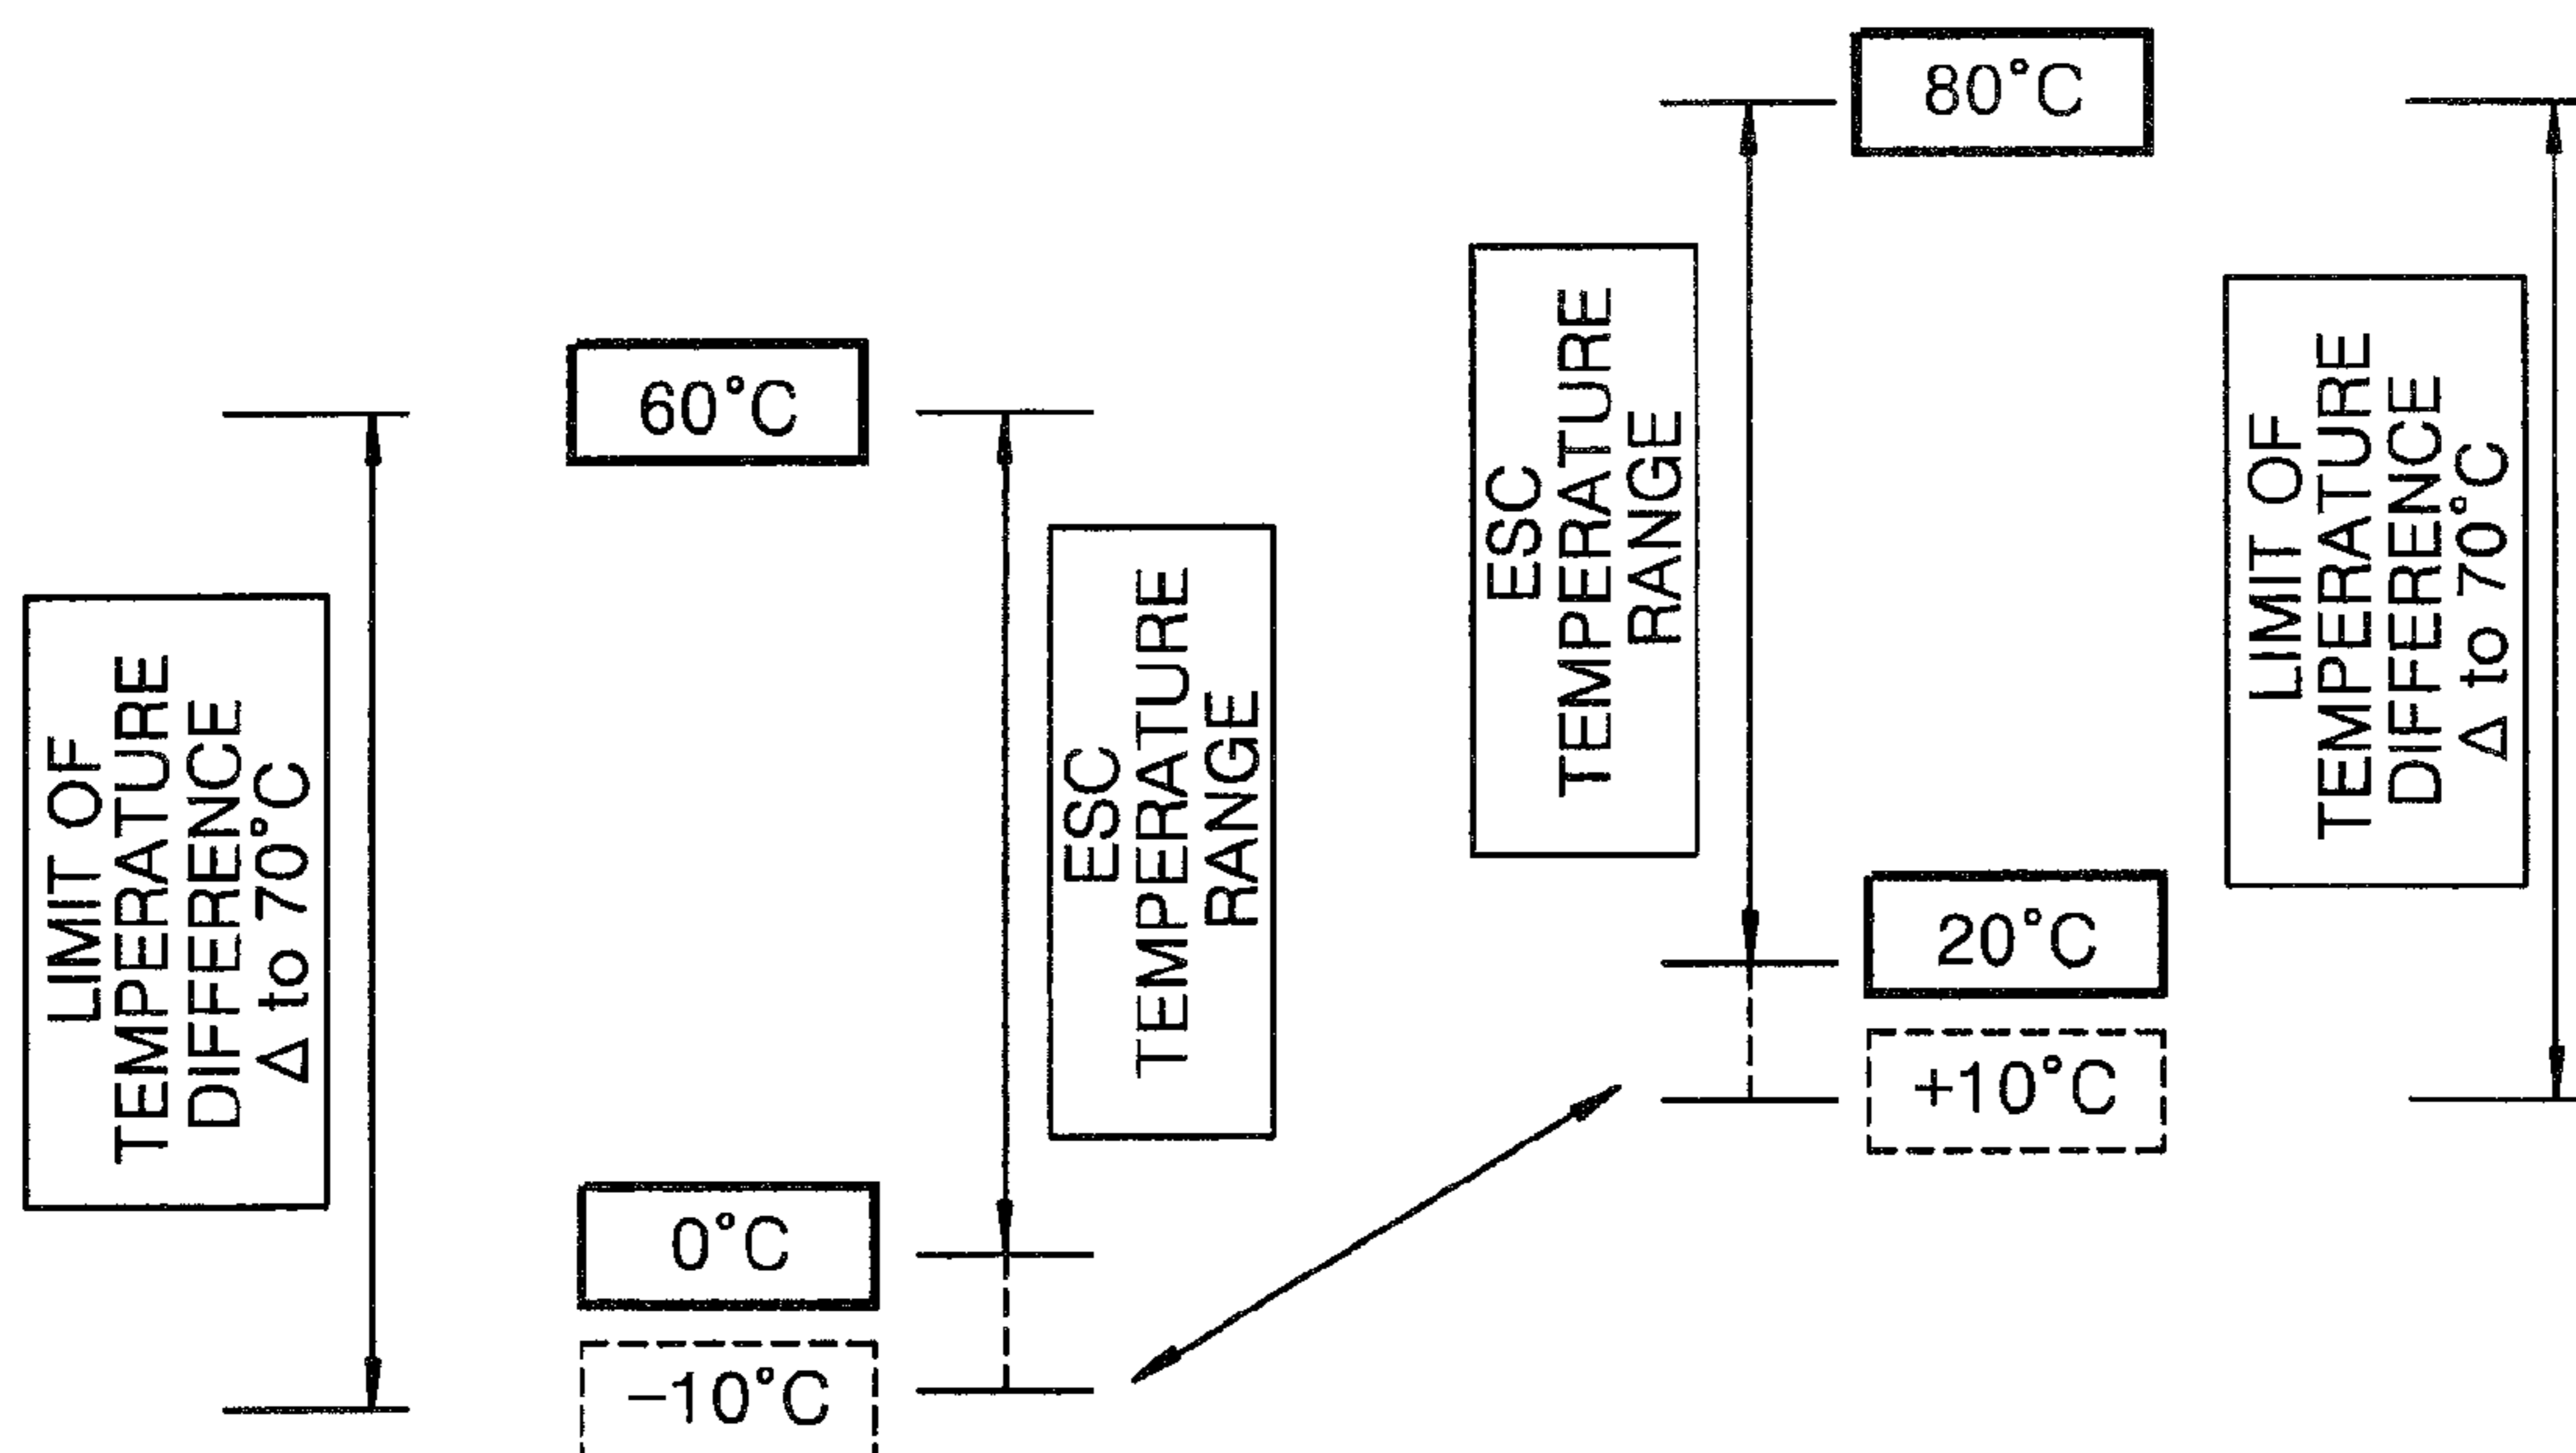 LIMIT OF
TEMPERATURE
DIFFERENCE
Δ to 70°C
60°C
0°C
−10°C
ESC
TEMPERATURE
RANGE
ESC
TEMPERATURE
RANGE
80°C
20°C
+10°C
LIMIT OF
TEMPERATURE
DIFFERENCE
Δ to 70°C